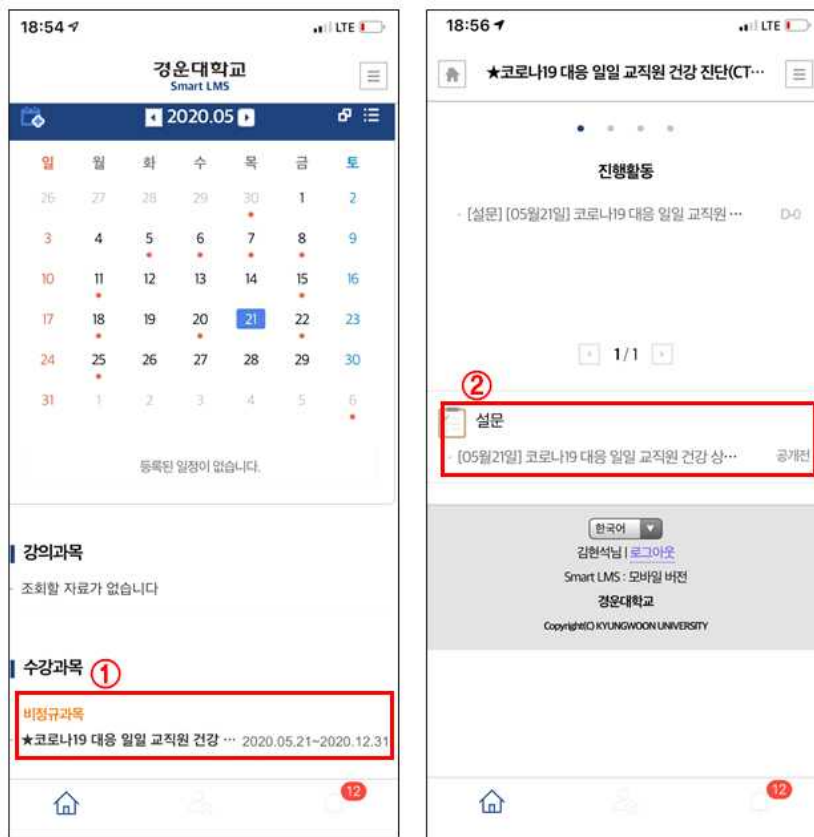 18:54
LTE
경운대학교
Smart LMS
2020.05
일 월 화 수 목 금 토
26 27 28 29 30 1 2
3 4 5 6 7 8 9
10 11 12 13 14 15 16
17 18 19 20 21 22 23
24 25 26 27 28 29 30
31 1 2 3 4 5 6
등록된 일정이 없습니다.
강의과목
조회할 자료가 없습니다
수강과목 ①
비정규과목
★코로나19 대응 일일 교직원 건강 ··· 2020.05.21~2020.12.31
12
18:56
LTE
★코로나19 대응 일일 교직원 건강 진단(CT···
진행활동
[설문] [05월21일] 코로나19 대응 일일 교직원 ··· D-0
1/1
②
설문
[05월21일] 코로나19 대응 일일 교직원 건강 상··· 공개전
한국어
김현석님 | 로그아웃
Smart LMS : 모바일 버전
경운대학교
Copyright(C) KYUNGWOON UNIVERSITY
12